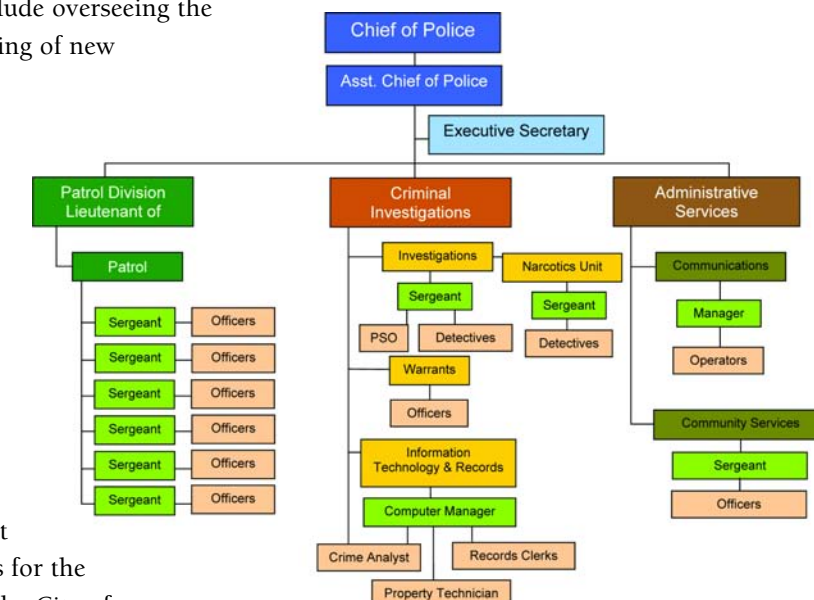 clude overseeing the
ing of new
Chief of Police
Asst. Chief of Police
Executive Secretary
Patrol Division
Lieutenant of
Criminal
Investigations
Administrative
Services
Patrol
Sergeant
Officers
Sergeant
Officers
Sergeant
Officers
Sergeant
Officers
Sergeant
Officers
Sergeant
Officers
Investigations
Narcotics Unit
Sergeant
PSO
Detectives
Sergeant
Detectives
Warrants
Officers
Information
Technology & Records
Computer Manager
Crime Analyst
Records Clerks
Property Technician
Communications
Manager
Operators
Community Services
Sergeant
Officers
t
s for the